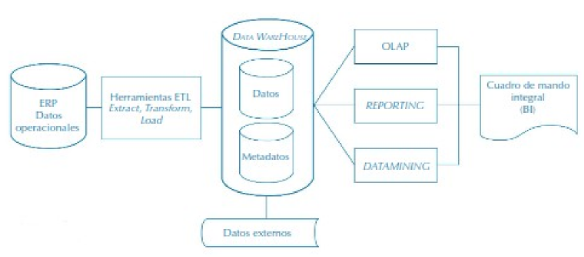 DATA WAREHOUSE
OLAP
ERP
Datos
operacionales
Herramientas ETL
Extract, Transform,
Load
Datos
REPORTING
Cuadro de mando
integral
(BI)
Metadatos
DATAMINING
Datos externos